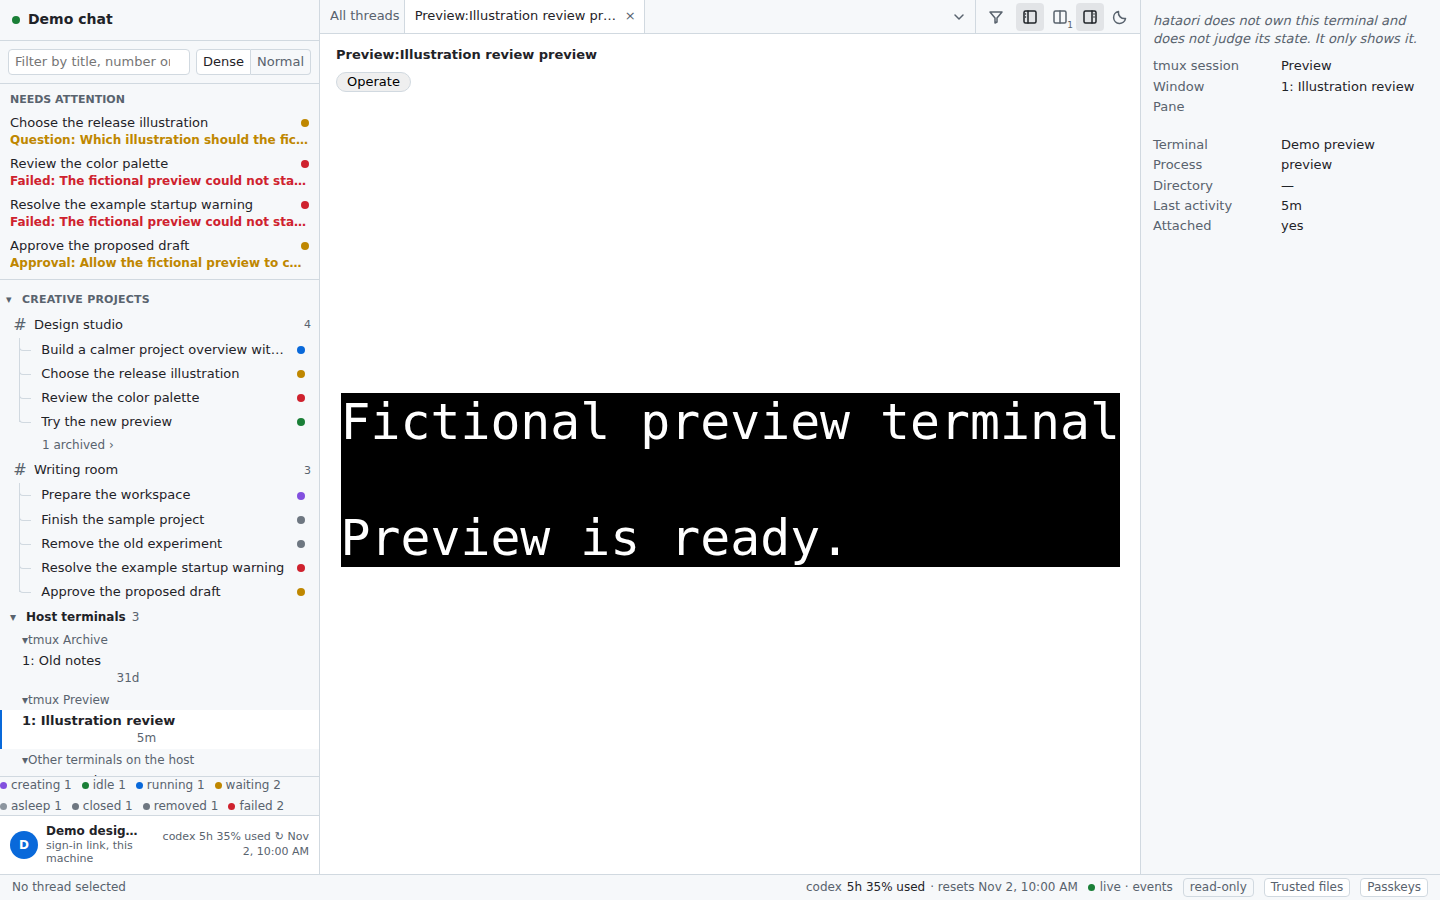 Demo chat
Filter by title, number or
Dense
Normal
NEEDS ATTENTION
Choose the release illustration
Question: Which illustration should the fic…
Review the color palette
Failed: The fictional preview could not sta…
Resolve the example startup warning
Failed: The fictional preview could not sta…
Approve the proposed draft
Approval: Allow the fictional preview to c…
▾ CREATIVE PROJECTS
# Design studio 4
Build a calmer project overview wit…
Choose the release illustration
Review the color palette
Try the new preview
1 archived ›
# Writing room 3
Prepare the workspace
Finish the sample project
Remove the old experiment
Resolve the example startup warning
Approve the proposed draft
▾ Host terminals 3
▾tmux Archive
1: Old notes
31d
▾tmux Preview
1: Illustration review
5m
▾Other terminals on the host
creating 1 idle 1 running 1 waiting 2
asleep 1 closed 1 removed 1 failed 2
D
Demo desig…
sign-in link, this
machine
codex 5h 35% used ↻ Nov
2, 10:00 AM
All threads
Preview:Illustration review pr… ×
1
Preview:Illustration review preview
Operate
Fictional preview terminal
Preview is ready.
hataori does not own this terminal and
does not judge its state. It only shows it.
tmux session Preview
Window 1: Illustration review
Pane
Terminal Demo preview
Process preview
Directory —
Last activity 5m
Attached yes
No thread selected
codex 5h 35% used · resets Nov 2, 10:00 AM
live · events
read-only
Trusted files
Passkeys